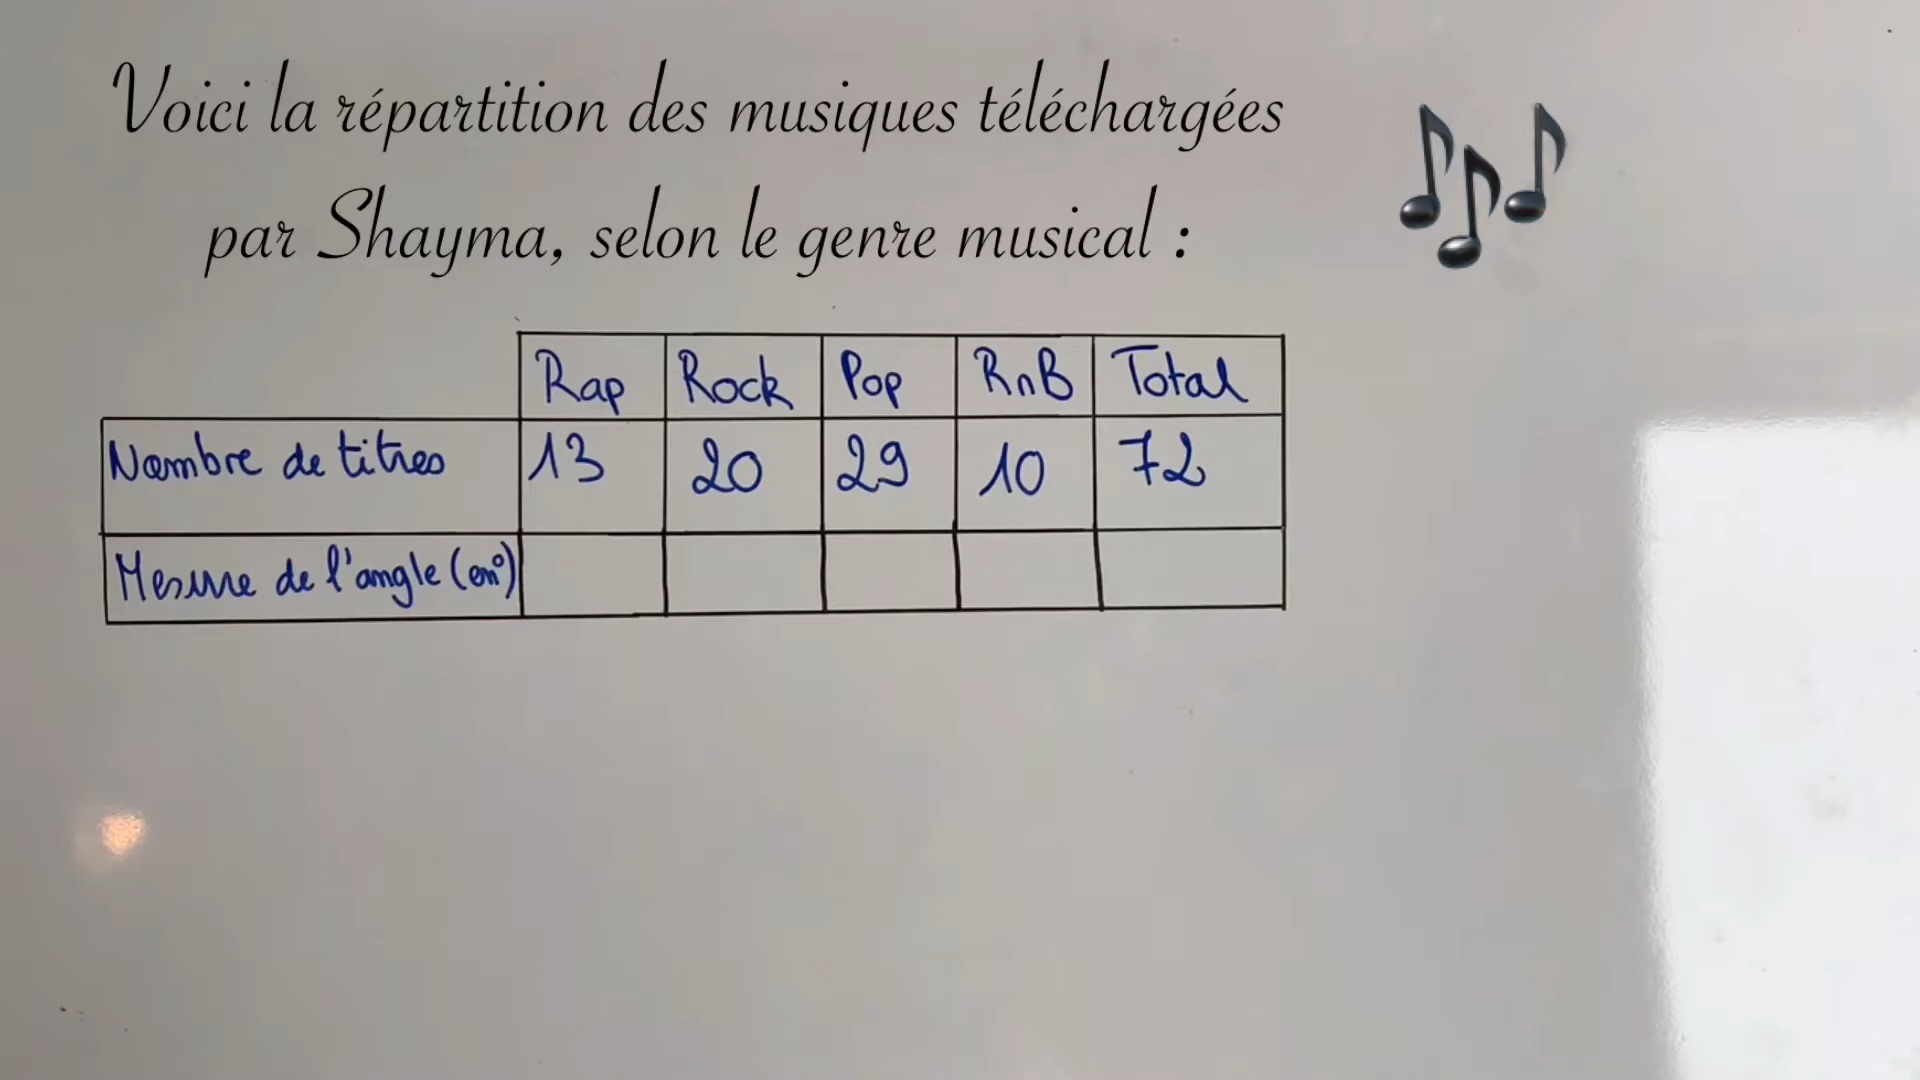 Voici la répartition des musiques téléchargées
par Shayma, selon le genre musical :
Rap Rock Pop RnB Total
Nombre de titres 13 20 29 10 72
Mesure de l'angle (en °)